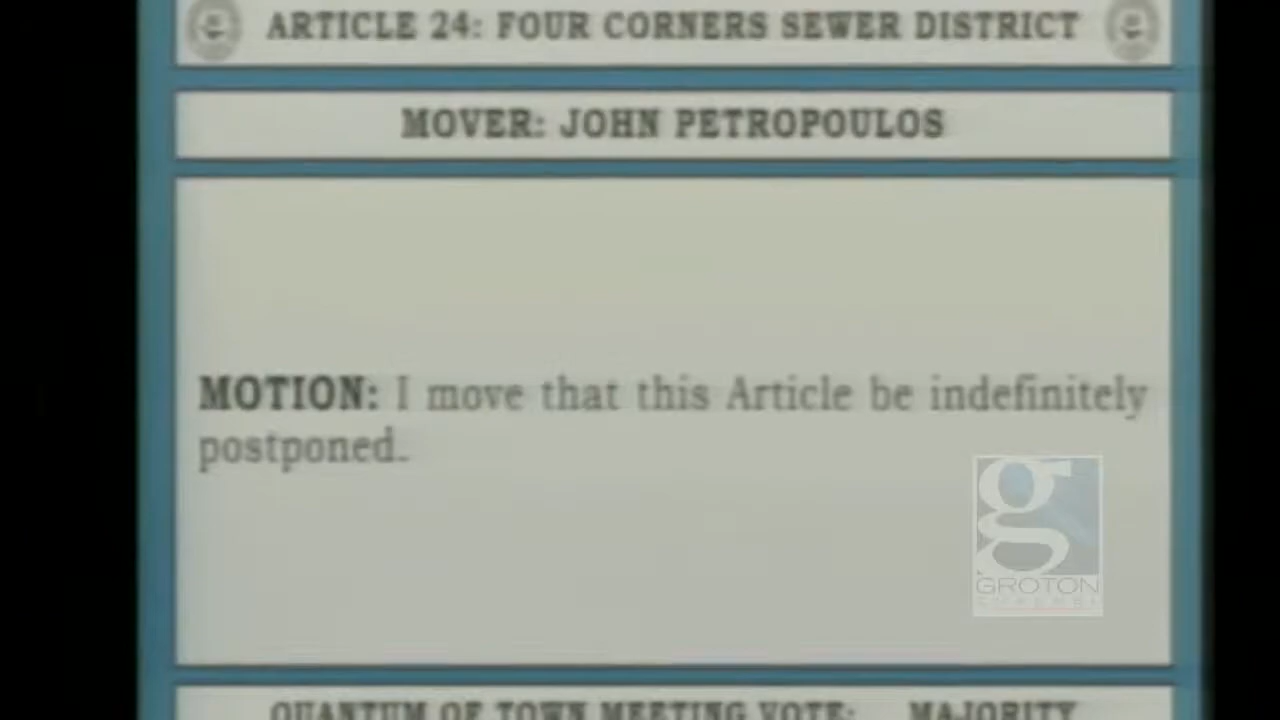 ARTICLE 24: FOUR CORNERS SEWER DISTRICT
MOVER: JOHN PETROPOULOS
MOTION: I move that this Article be indefinitely
postponed.
g
GROTON
CHANNEL
QUANTUM OF TOWN MEETING VOTE: MAJORITY